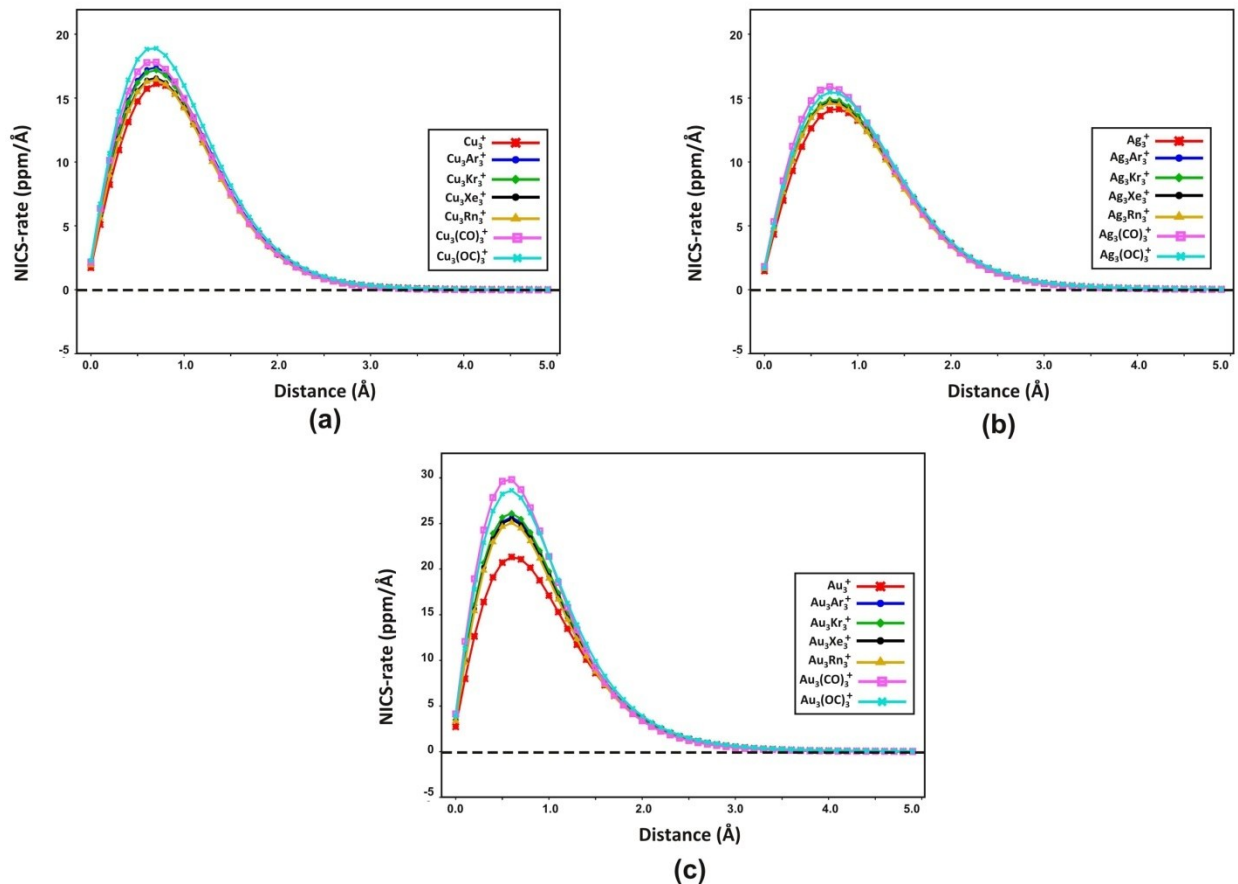 20
15
10
5
0
-5
NICS-rate (ppm/Å)
0.0 1.0 2.0 3.0 4.0 5.0
Distance (Å)
Cu₃⁺
Cu₃Ar₃⁺
Cu₃Kr₃⁺
Cu₃Xe₃⁺
Cu₃Rn₃⁺
Cu₃(CO)₃⁺
Cu₃(OC)₃⁺
(a)
20
15
10
5
0
-5
NICS-rate (ppm/Å)
0.0 1.0 2.0 3.0 4.0 5.0
Distance (Å)
Ag₃⁺
Ag₃Ar₃⁺
Ag₃Kr₃⁺
Ag₃Xe₃⁺
Ag₃Rn₃⁺
Ag₃(CO)₃⁺
Ag₃(OC)₃⁺
(b)
30
25
20
15
10
5
0
-5
NICS-rate (ppm/Å)
0.0 1.0 2.0 3.0 4.0 5.0
Distance (Å)
Au₃⁺
Au₃Ar₃⁺
Au₃Kr₃⁺
Au₃Xe₃⁺
Au₃Rn₃⁺
Au₃(CO)₃⁺
Au₃(OC)₃⁺
(c)